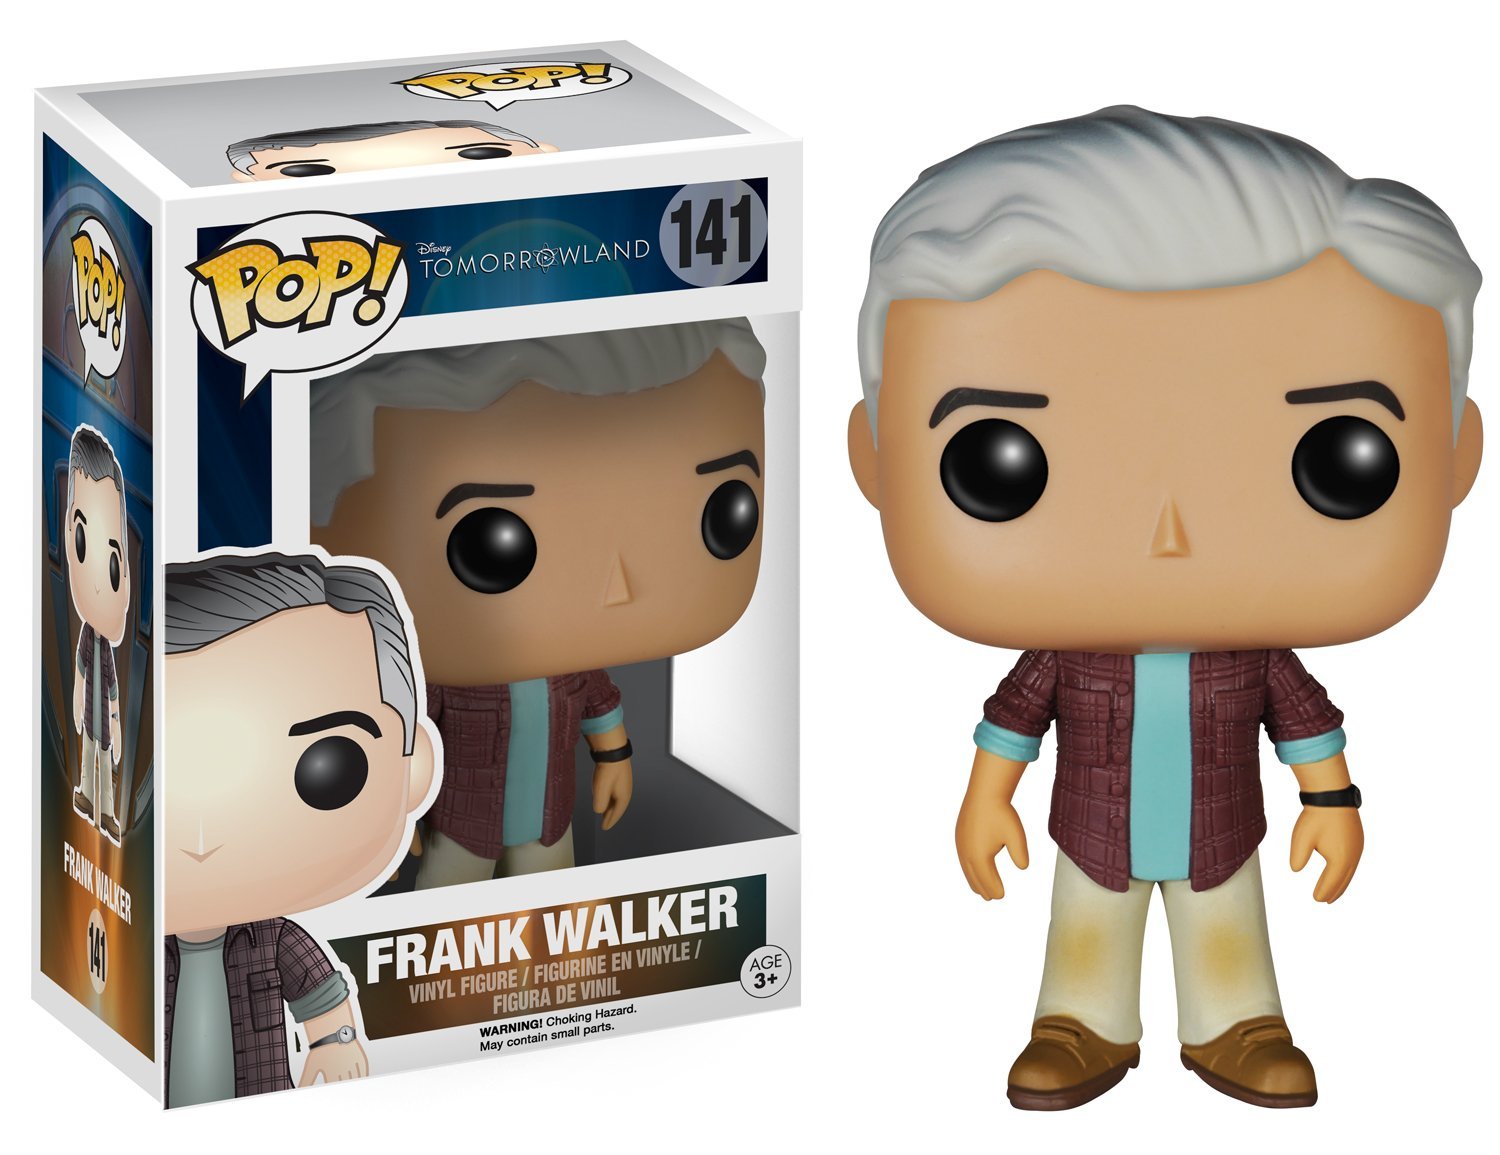 POP!
POP!
Disney
TOMORROWLAND
141
POP!
FRANK WALKER
141
FRANK WALKER
VINYL FIGURE / FIGURINE EN VINYLE /
FIGURA DE VINIL
AGE
3+
WARNING! Choking Hazard.
May contain small parts.